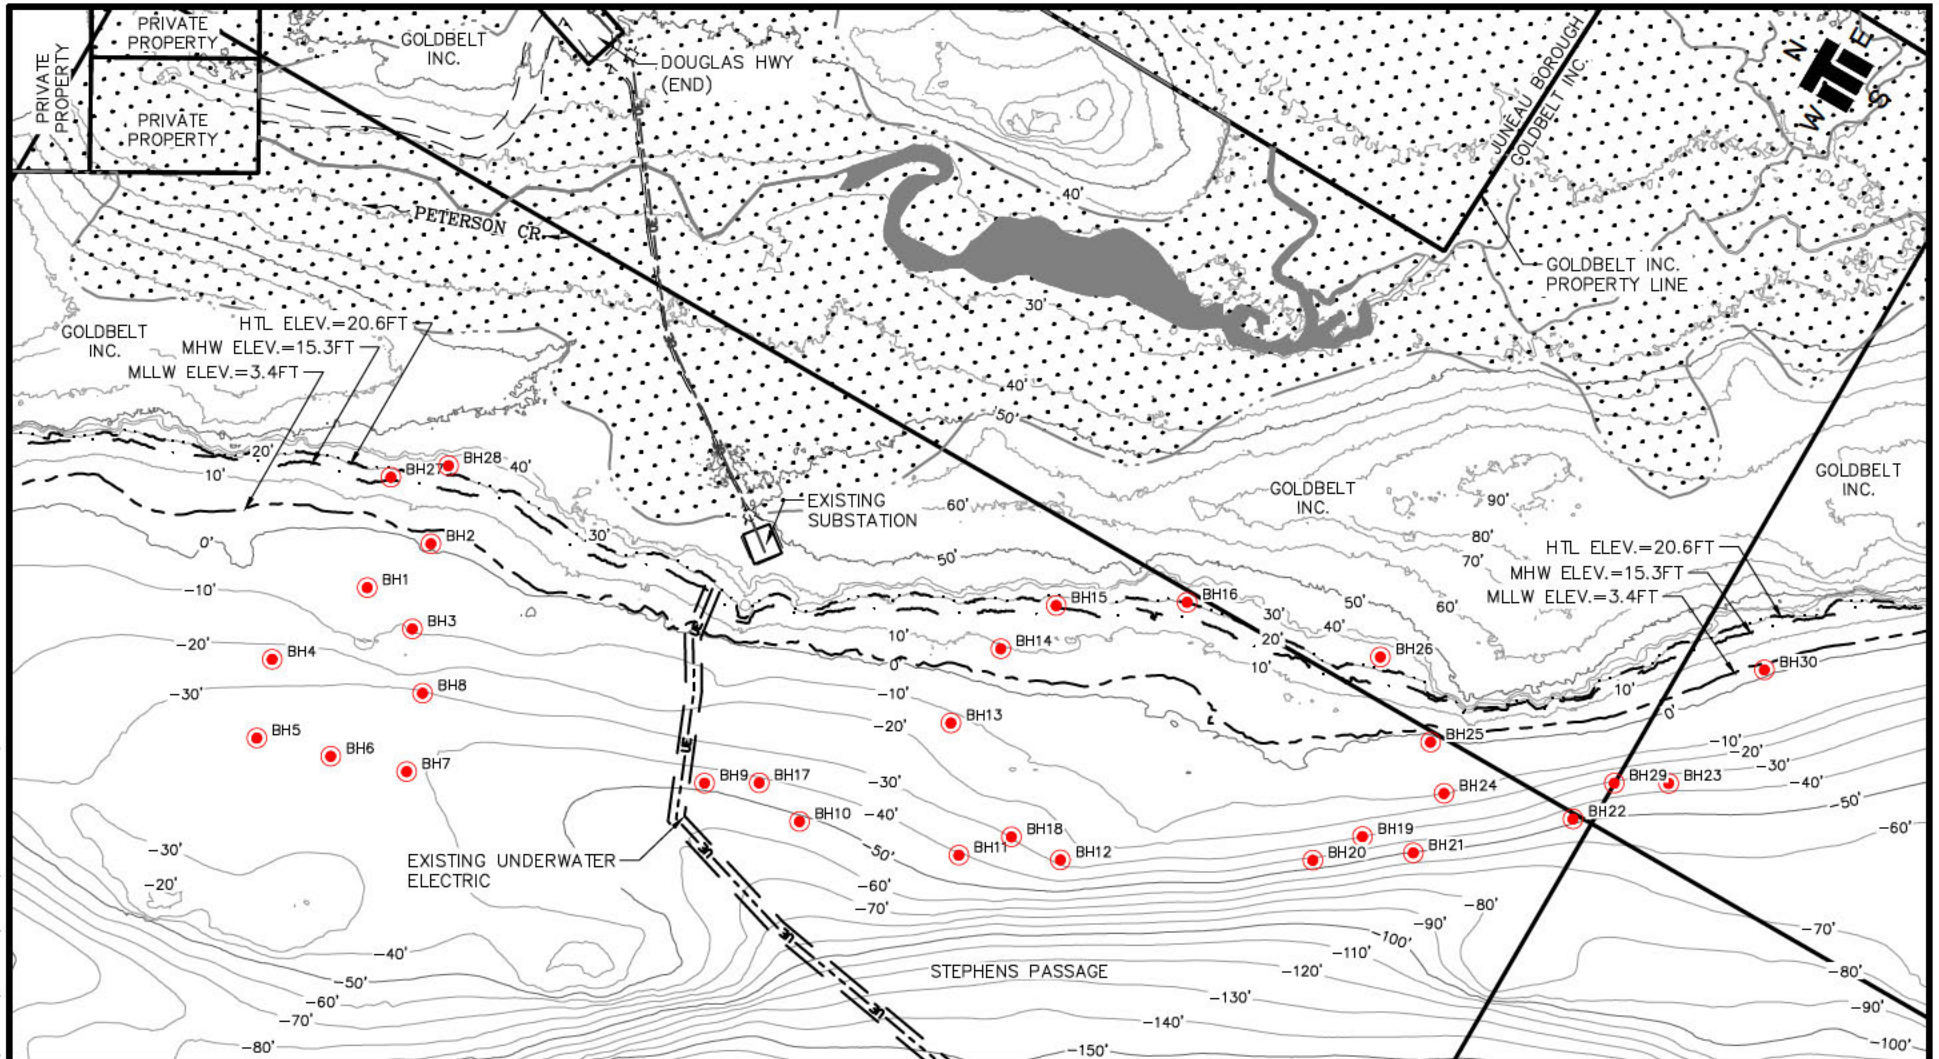 PRIVATE
PROPERTY
PRIVATE
PROPERTY
PRIVATE
PROPERTY
GOLDBELT
INC.
DOUGLAS HWY
(END)
JUNEAU BOROUGH
GOLDBELT INC.
N
E
W
S
PETERSON CR
40'
30'
40'
50'
GOLDBELT INC.
PROPERTY LINE
GOLDBELT
INC.
HTL ELEV.=20.6FT
MHW ELEV.=15.3FT
MLLW ELEV.=3.4FT
20'
10'
BH27
BH28
40'
30'
0'
BH2
EXISTING
SUBSTATION
60'
50'
GOLDBELT
INC.
90'
80'
70'
GOLDBELT
INC.
HTL ELEV.=20.6FT
MHW ELEV.=15.3FT
MLLW ELEV.=3.4FT
-10'
BH1
BH3
-20'
BH4
-30'
BH8
BH5
BH6
BH7
BH15
BH16
10'
BH14
0'
-10'
-20'
BH13
30'
20'
10'
50'
40'
60'
BH26
BH30
10'
0'
BH25
-10'
-20'
-30'
-40'
-50'
-60'
UE
UE
BH9
BH17
BH10
-30'
-40'
-50'
-60'
-70'
BH18
BH11
BH12
BH24
BH19
BH20
BH21
BH29
BH23
BH22
EXISTING UNDERWATER
ELECTRIC
UE
UE
UE
-30'
-20'
-40'
-50'
-60'
-70'
-80'
STEPHENS PASSAGE
-80'
-90'
-100'
-110'
-120'
-130'
-140'
-150'
-70'
-80'
-90'
-100'